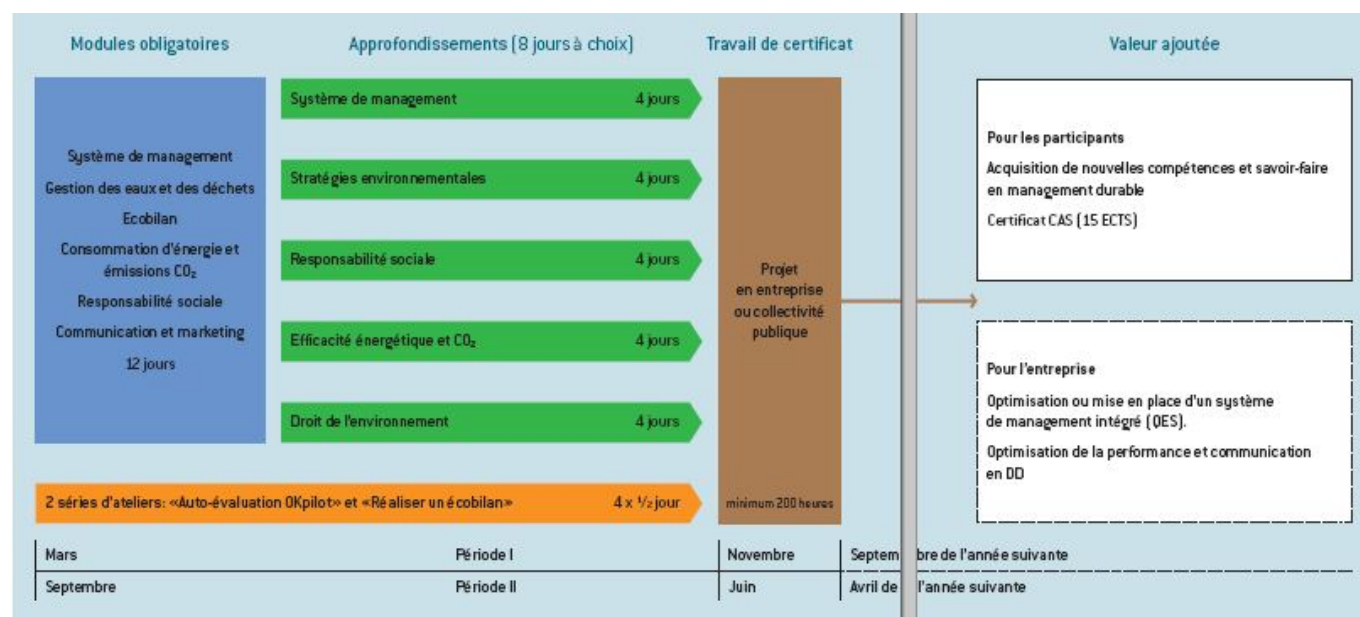 Modules obligatoires
Approfondissements (8 jours à choix)
Travail de certificat
Valeur ajoutée
Système de management
Gestion des eaux et des déchets
Ecobilan
Consommation d'énergie et
émissions CO₂
Responsabilité sociale
Communication et marketing
12 jours
Système de management 4 jours
Stratégies environnementales 4 jours
Responsabilité sociale 4 jours
Efficacité énergétique et CO₂ 4 jours
Droit de l'environnement 4 jours
2 séries d'ateliers: «Auto-évaluation OKpilot» et «Réaliser un écobilan» 4 x ½ jour
Projet
en entreprise
ou collectivité
publique
minimum 200 heures
Pour les participants
Acquisition de nouvelles compétences et savoir-faire
en management durable
Certificat CAS (15 ECTS)
Pour l'entreprise
Optimisation ou mise en place d'un système
de management intégré (QES).
Optimisation de la performance et communication
en DD
Mars Période I Novembre Septembre de l'année suivante
Septembre Période II Juin Avril de l'année suivante